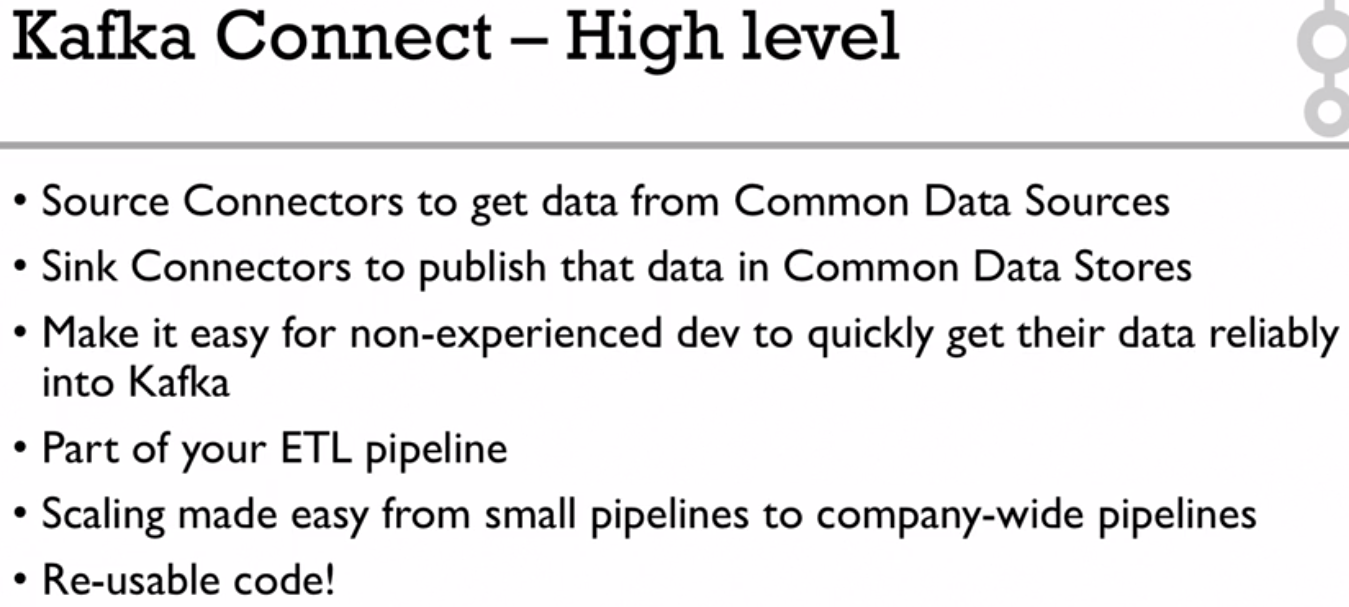 Kafka Connect – High level
• Source Connectors to get data from Common Data Sources
• Sink Connectors to publish that data in Common Data Stores
• Make it easy for non-experienced dev to quickly get their data reliably
into Kafka
• Part of your ETL pipeline
• Scaling made easy from small pipelines to company-wide pipelines
• Re-usable code!